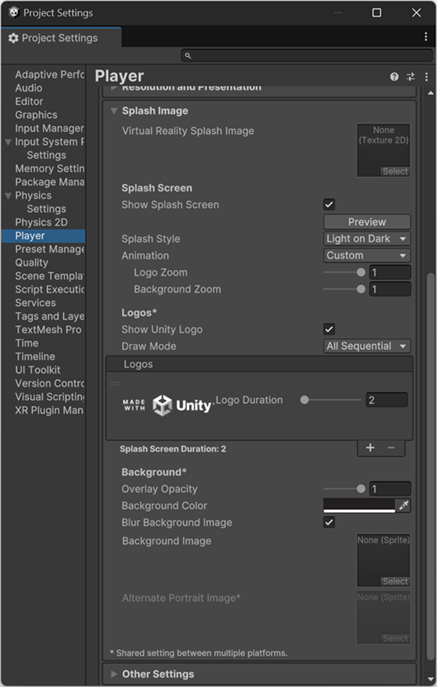 Project Settings
Project Settings
Adaptive Perfo
Audio
Editor
Graphics
Input Manager
Input System P
Settings
Memory Settin
Package Mana
Physics
Settings
Physics 2D
Player
Preset Manage
Quality
Scene Templat
Script Executio
Services
Tags and Laye
TextMesh Pro
Time
Timeline
UI Toolkit
Version Contro
Visual Scripting
XR Plugin Man
Player
Resolution and Presentation
Splash Image
Virtual Reality Splash Image
None
(Texture 2D)
Select
Splash Screen
Show Splash Screen
Preview
Splash Style Light on Dark
Animation Custom
Logo Zoom 1
Background Zoom 1
Logos*
Show Unity Logo
Draw Mode All Sequential
Logos
MADE WITH Unity Logo Duration 2
Splash Screen Duration: 2 + −
Background*
Overlay Opacity 1
Background Color
Blur Background Image
Background Image None (Sprite)
Select
Alternate Portrait Image* None (Sprite)
Select
* Shared setting between multiple platforms.
Other Settings